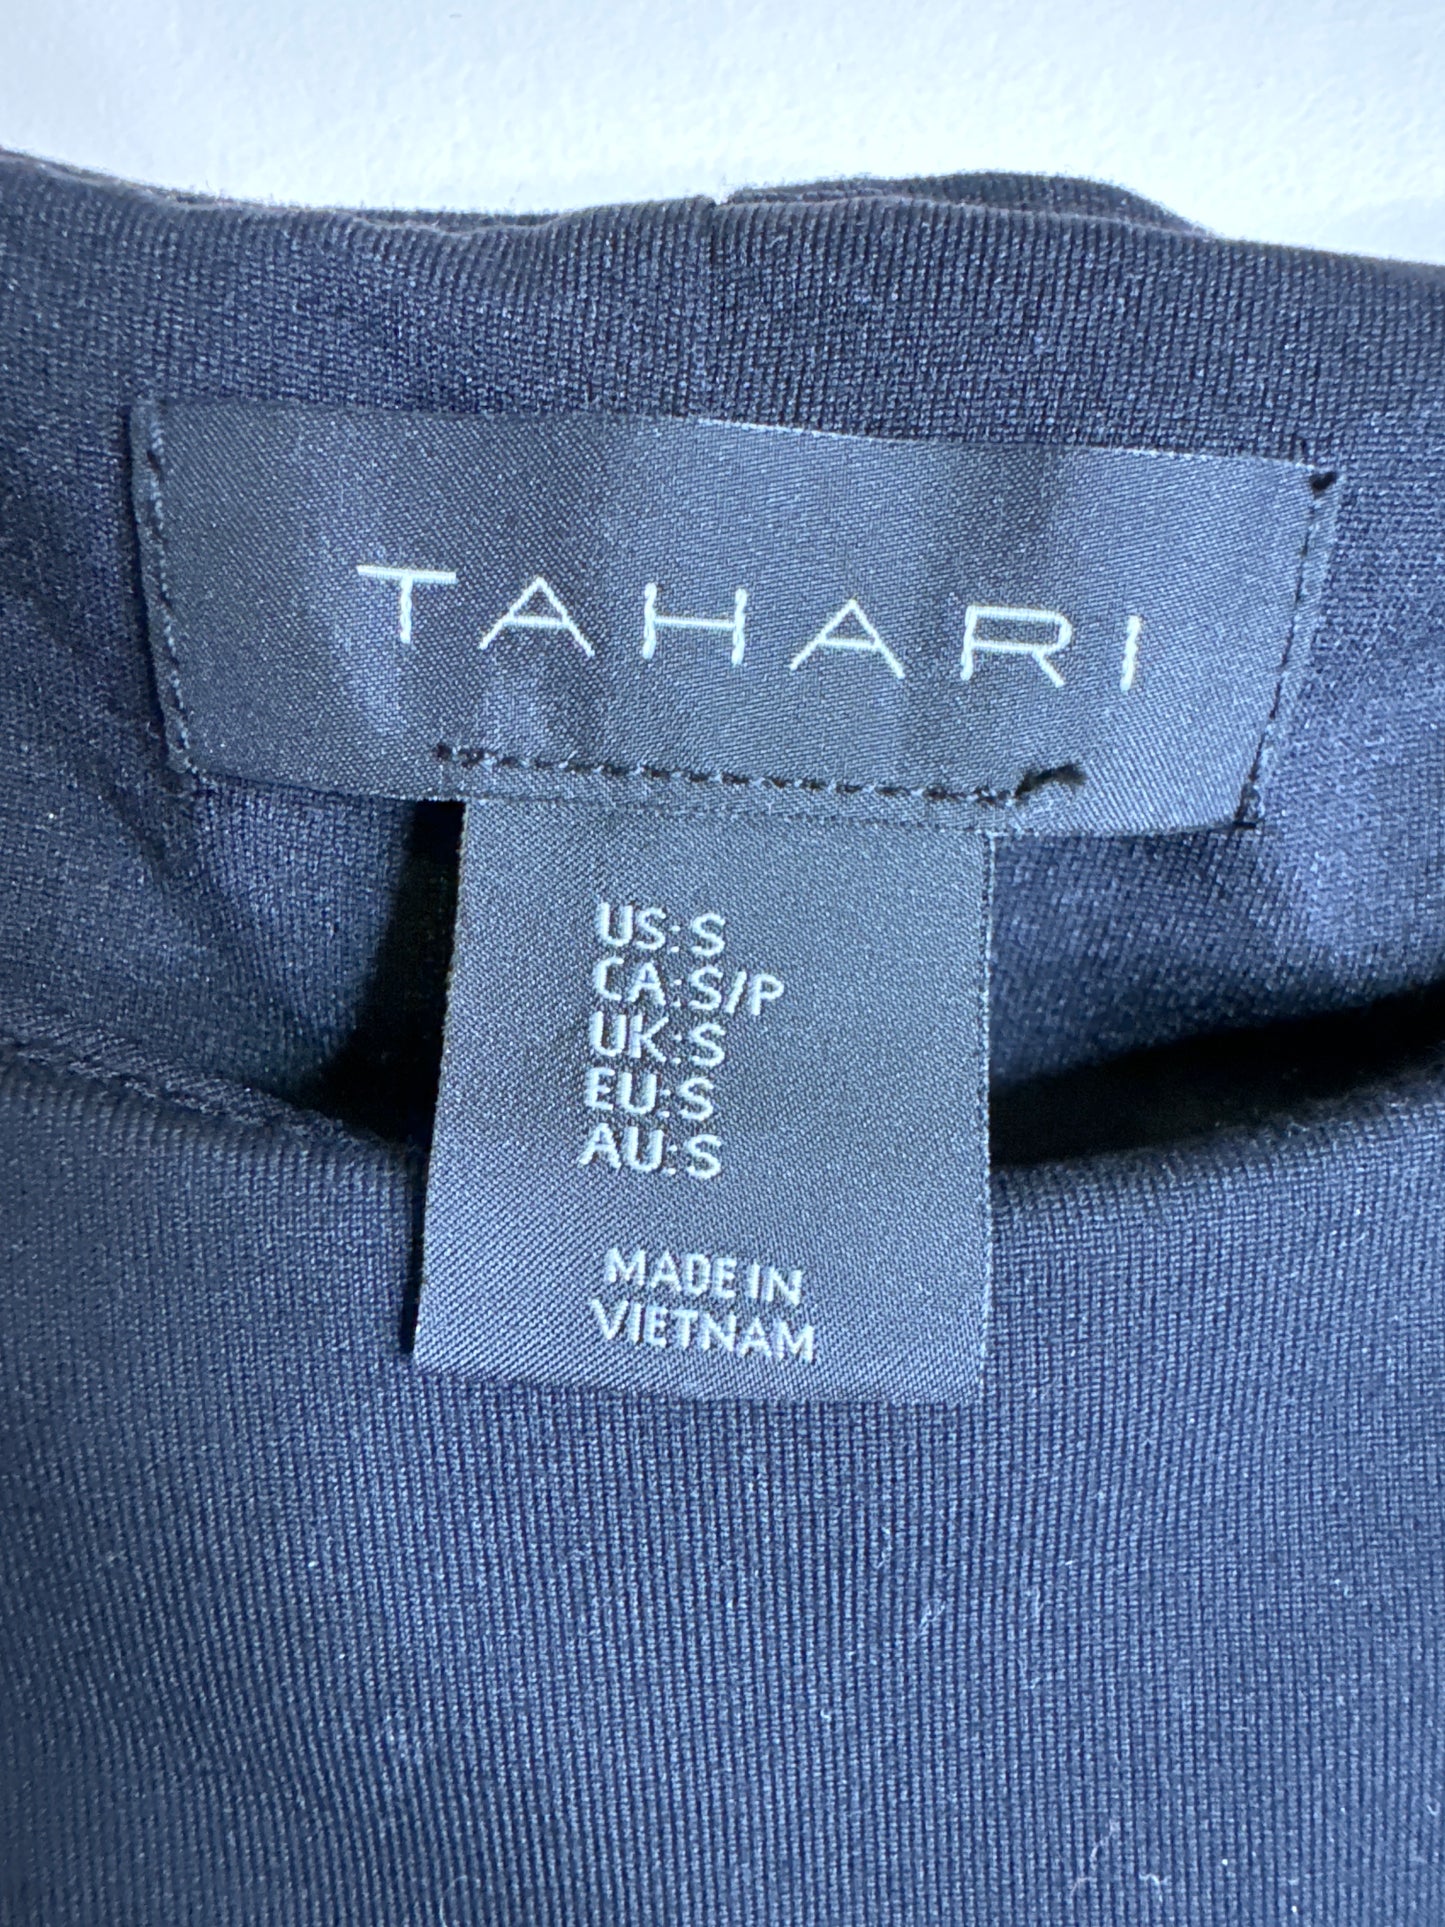 TAHARI
US: S
CA: S/P
UK: S
EU: S
AU: S
MADE IN
VIETNAM